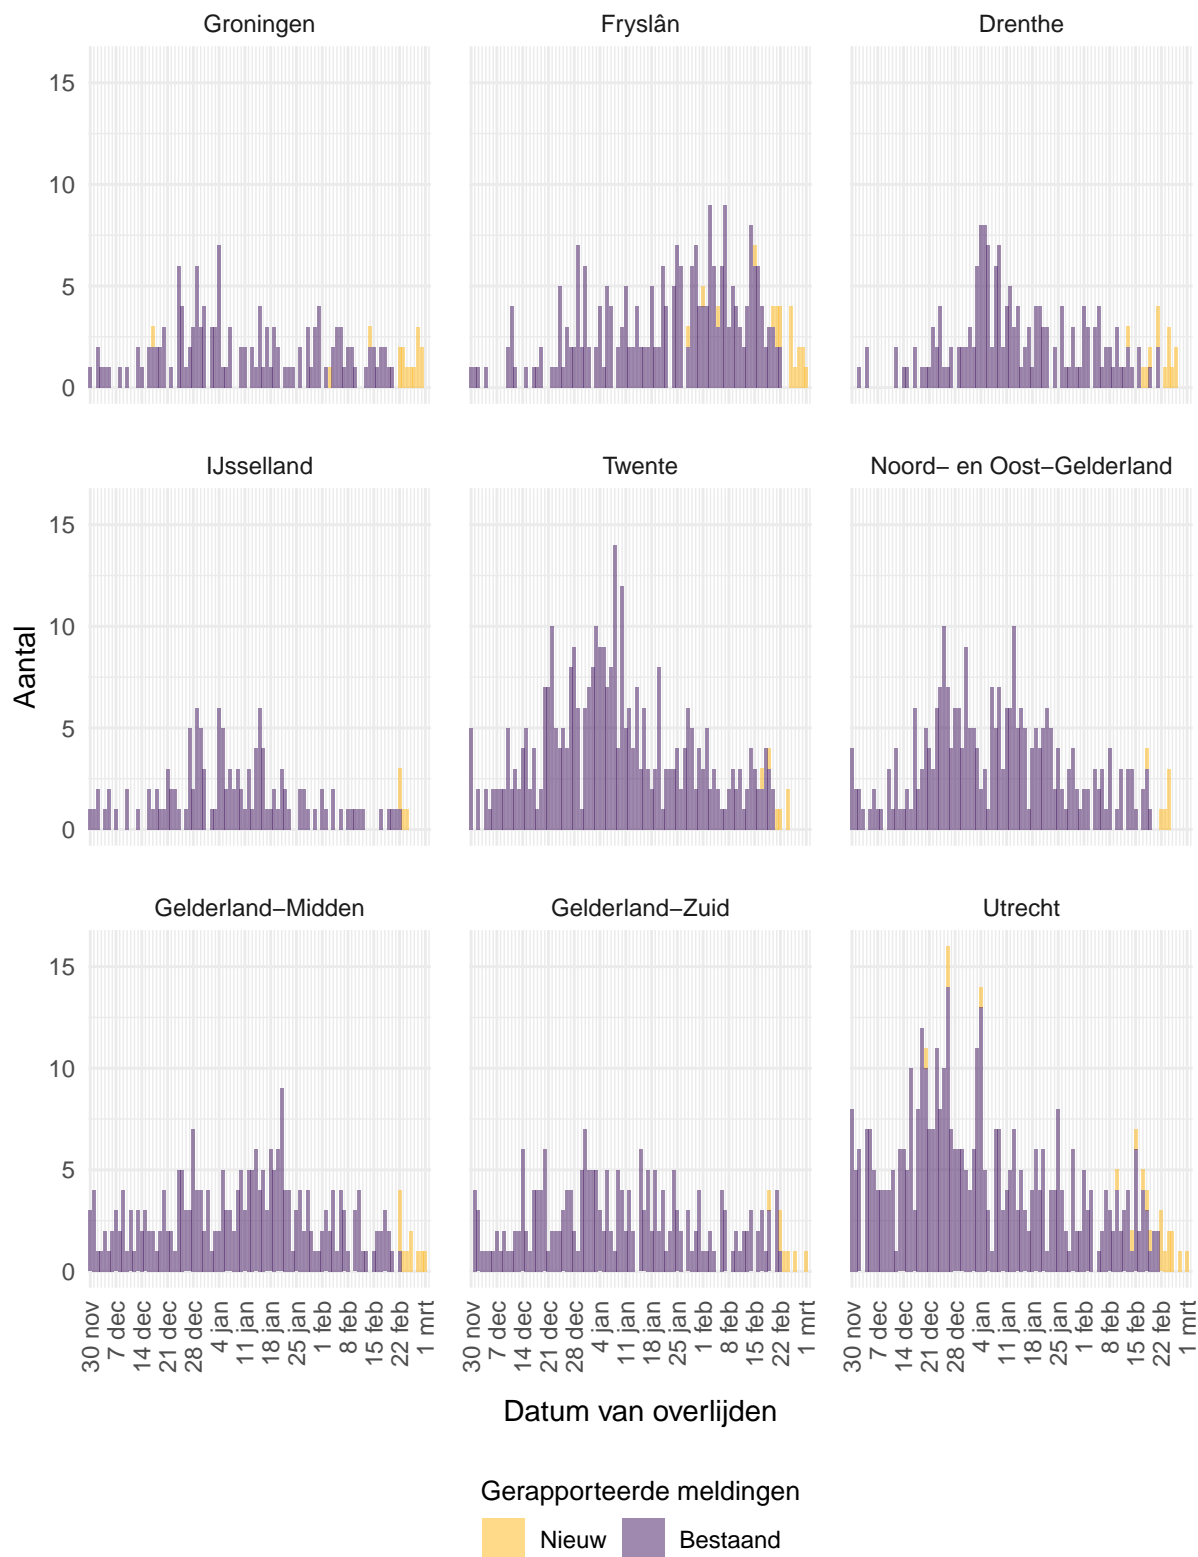 Groningen Fryslân Drenthe
15
10
5
0
IJsselland Twente Noord– en Oost–Gelderland
15
10
5
0
Aantal
Gelderland–Midden Gelderland–Zuid Utrecht
15
10
5
0
30 nov 7 dec 14 dec 21 dec 28 dec 4 jan 11 jan 18 jan 25 jan 1 feb 8 feb 15 feb 22 feb 1 mrt
30 nov 7 dec 14 dec 21 dec 28 dec 4 jan 11 jan 18 jan 25 jan 1 feb 8 feb 15 feb 22 feb 1 mrt
30 nov 7 dec 14 dec 21 dec 28 dec 4 jan 11 jan 18 jan 25 jan 1 feb 8 feb 15 feb 22 feb 1 mrt
Datum van overlijden
Gerapporteerde meldingen
Nieuw Bestaand